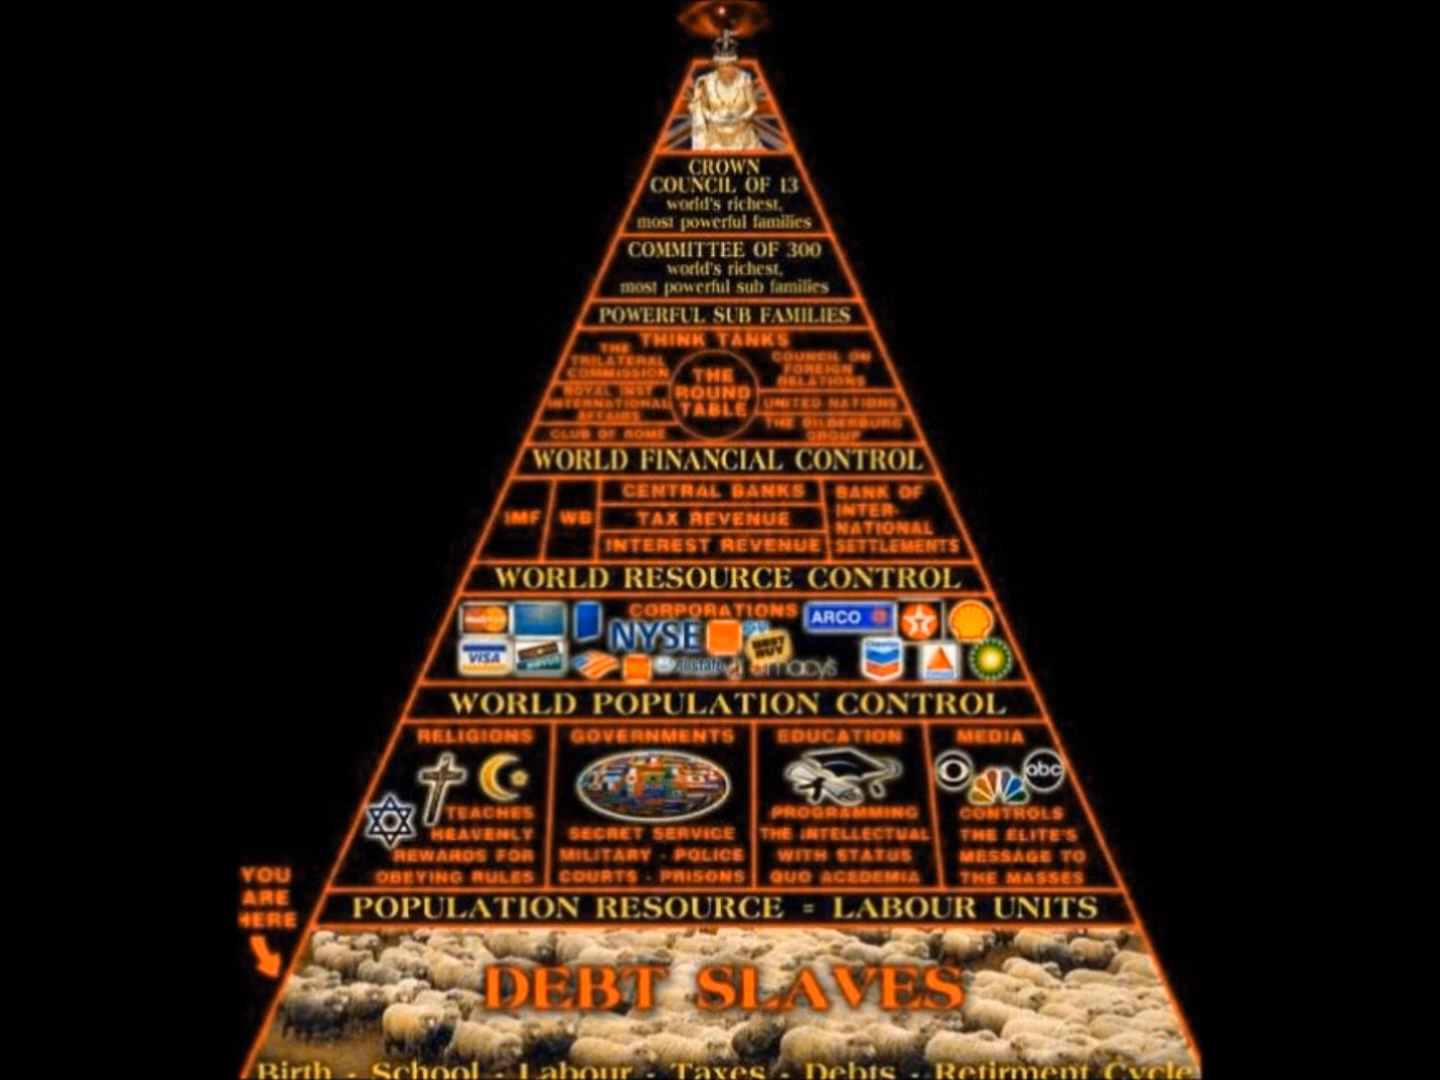 CROWN
COUNCIL OF 13
world's richest,
most powerful families
COMMITTEE OF 300
world's richest,
most powerful sub families
POWERFUL SUB FAMILIES
THINK TANKS
THE
TRILATERAL
COMMISSION
ROYAL INST
INTERNATIONAL
AFFAIRS
CLUB OF ROME
THE
ROUND
TABLE
COUNCIL ON
FOREIGN
RELATIONS
UNITED NATIONS
THE BILDERBURG
GROUP
WORLD FINANCIAL CONTROL
IMF
WB
CENTRAL BANKS
TAX REVENUE
INTEREST REVENUE
BANK OF
INTER-
NATIONAL
SETTLEMENTS
WORLD RESOURCE CONTROL
CORPORATIONS
MasterCard
VISA
NYSE
BEST
BUY
Allstate
macy's
ARCO
WORLD POPULATION CONTROL
RELIGIONS
TEACHES
HEAVENLY
REWARDS FOR
OBEYING RULES
GOVERNMENTS
SECRET SERVICE
MILITARY - POLICE
COURTS - PRISONS
EDUCATION
PROGRAMMING
THE INTELLECTUAL
WITH STATUS
QUO ACEDEMIA
MEDIA
abc
CONTROLS
THE ELITE'S
MESSAGE TO
THE MASSES
YOU
ARE
HERE
POPULATION RESOURCE = LABOUR UNITS
DEBT SLAVES
Birth - School - Labour - Taxes - Debts - Retirment Cycle